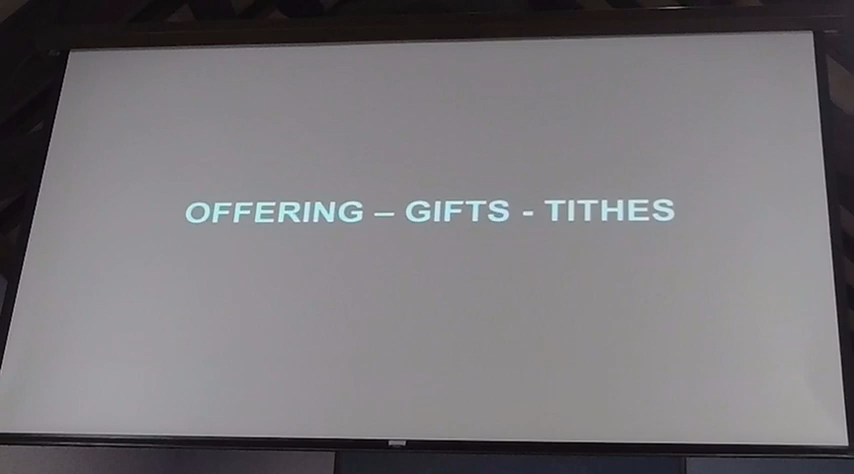 OFFERING – GIFTS - TITHES